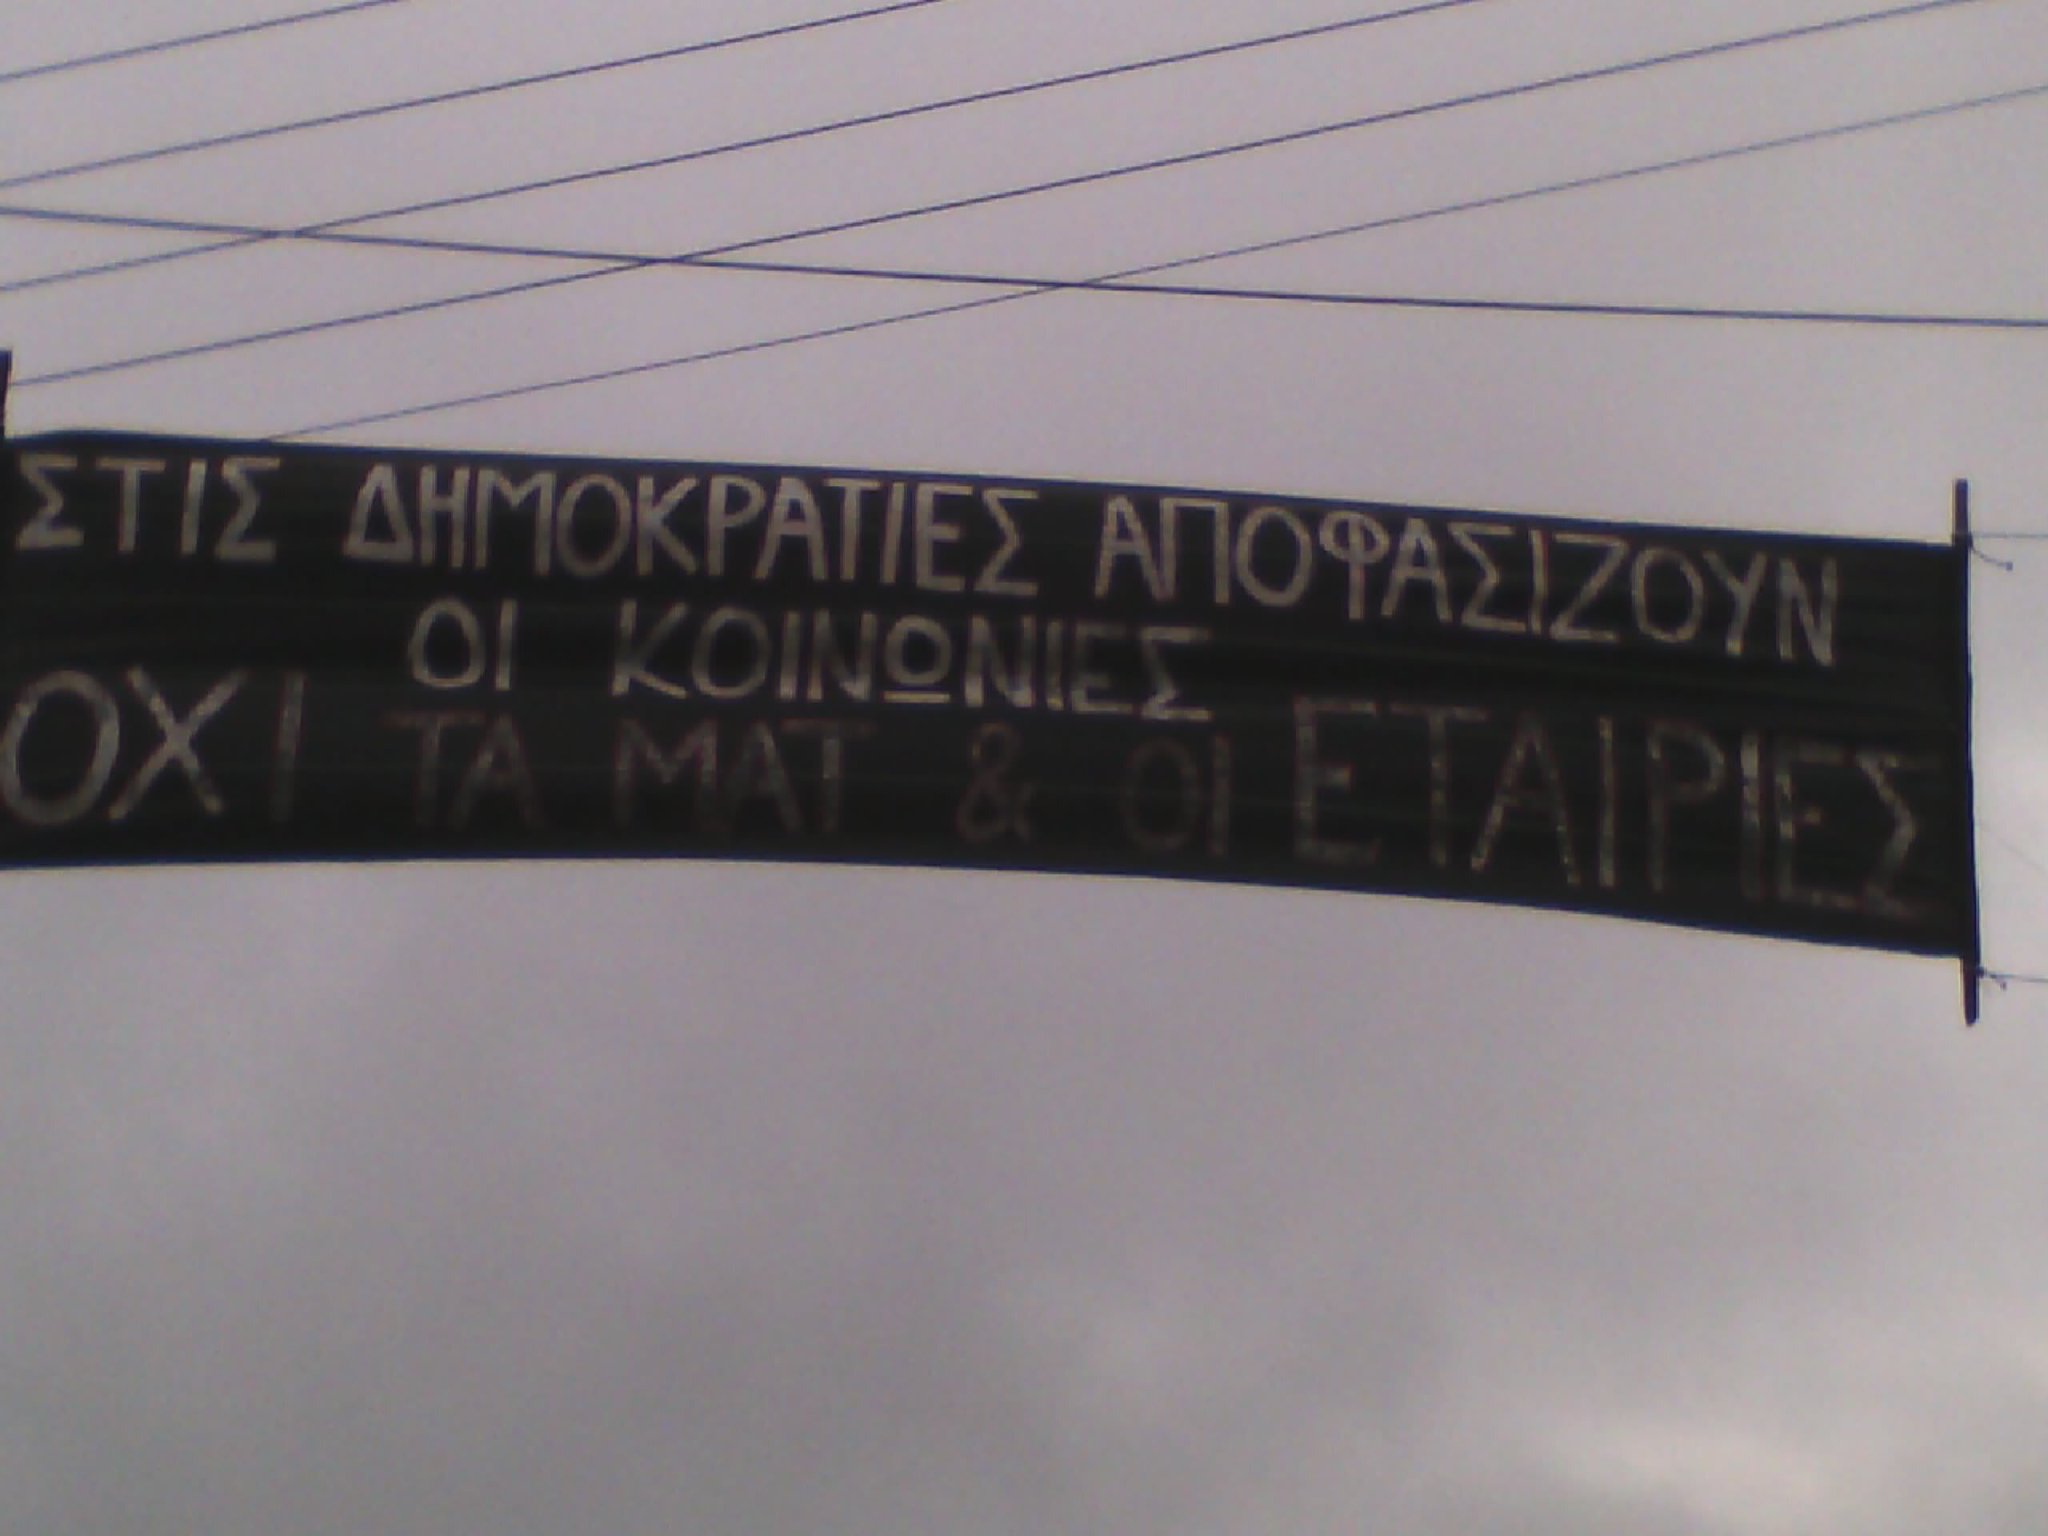 ΣΤΙΣ ΔΗΜΟΚΡΑΤΙΕΣ ΑΠΟΦΑΣΙΖΟΥΝ
ΟΙ ΚΟΙΝΩΝΙΕΣ
ΟΧΙ ΤΑ ΜΑΤ & ΟΙ ΕΤΑΙΡΙΕΣ